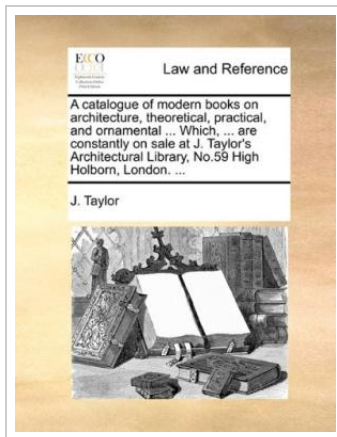 ECCO
Law and Reference
A catalogue of modern books on
architecture, theoretical, practical,
and ornamental ... Which, ... are
constantly on sale at J. Taylor's
Architectural Library, No.59 High
Holborn, London. ...
J. Taylor